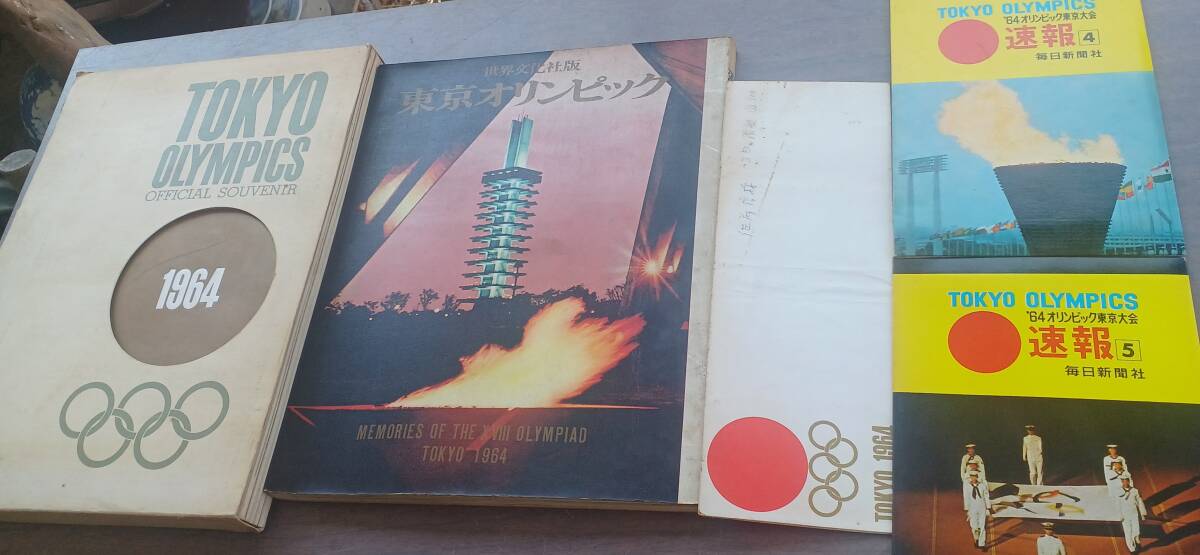 TOKYO
OLYMPICS
OFFICIAL SOUVENIR
1964
世界文化社版
東京オリンピック
MEMORIES OF THE XVIII OLYMPIAD
TOKYO 1964
TOKYO 1964
TOKYO OLYMPICS
'64オリンピック東京大会
速報 4
毎日新聞社
TOKYO OLYMPICS
'64オリンピック東京大会
速報 5
毎日新聞社